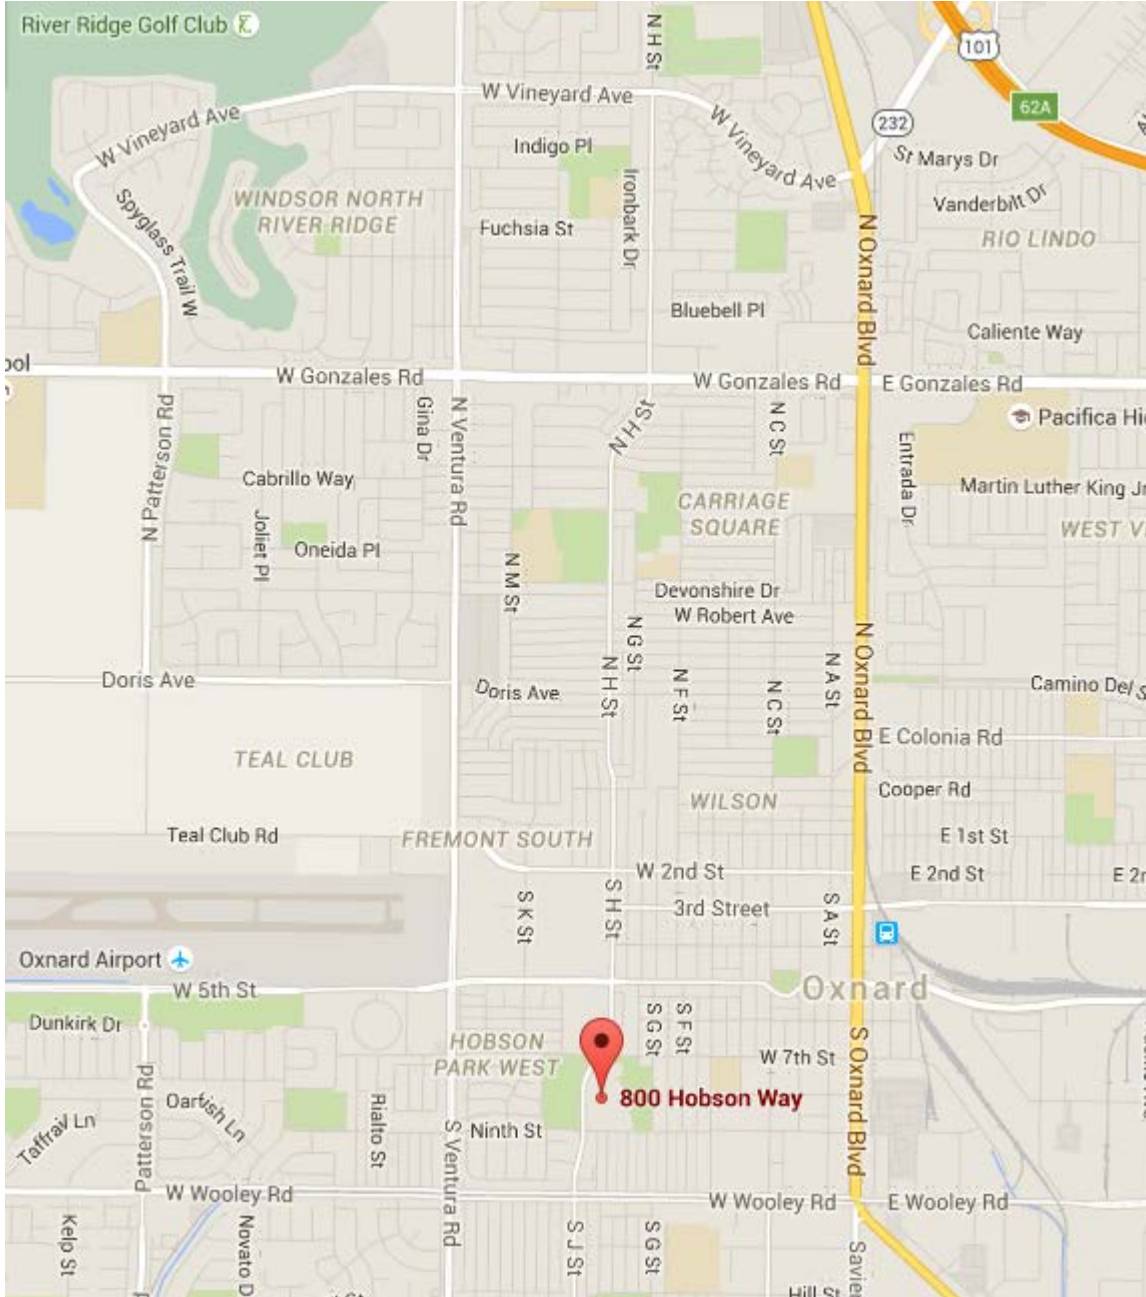 River Ridge Golf Club
N H St
101
62A
W Vineyard Ave
W Vineyard Ave
W Vineyard Ave
232
Indigo Pl
St Marys Dr
Ironbark Dr
Vanderbilt Dr
WINDSOR NORTH
RIVER RIDGE
Spyglass Trail W
Fuchsia St
N Oxnard Blvd
RIO LINDO
Bluebell Pl
Caliente Way
ool
W Gonzales Rd
W Gonzales Rd
E Gonzales Rd
N Patterson Rd
Gina Dr
N Ventura Rd
N H St
N C St
Pacifica Hi
Entrada Dr
Cabrillo Way
Martin Luther King Jr
CARRIAGE
SQUARE
Joliet Pl
Oneida Pl
WEST V
N M St
Devonshire Dr
W Robert Ave
N G St
N H St
N F St
N C St
N A St
N Oxnard Blvd
Doris Ave
Doris Ave
Camino Del S
E Colonia Rd
TEAL CLUB
Cooper Rd
WILSON
Teal Club Rd
FREMONT SOUTH
E 1st St
W 2nd St
E 2nd St
E 2n
S K St
S H St
3rd Street
S A St
Oxnard Airport
W 5th St
Oxnard
Dunkirk Dr
S G St
S F St
HOBSON
PARK WEST
W 7th St
S Oxnard Blvd
800 Hobson Way
Patterson Rd
Oarfish Ln
Taffrail Ln
Rialto St
S Ventura Rd
Ninth St
W Wooley Rd
W Wooley Rd
E Wooley Rd
Kelp St
Novato D
S J St
S G St
Savie
Hill St